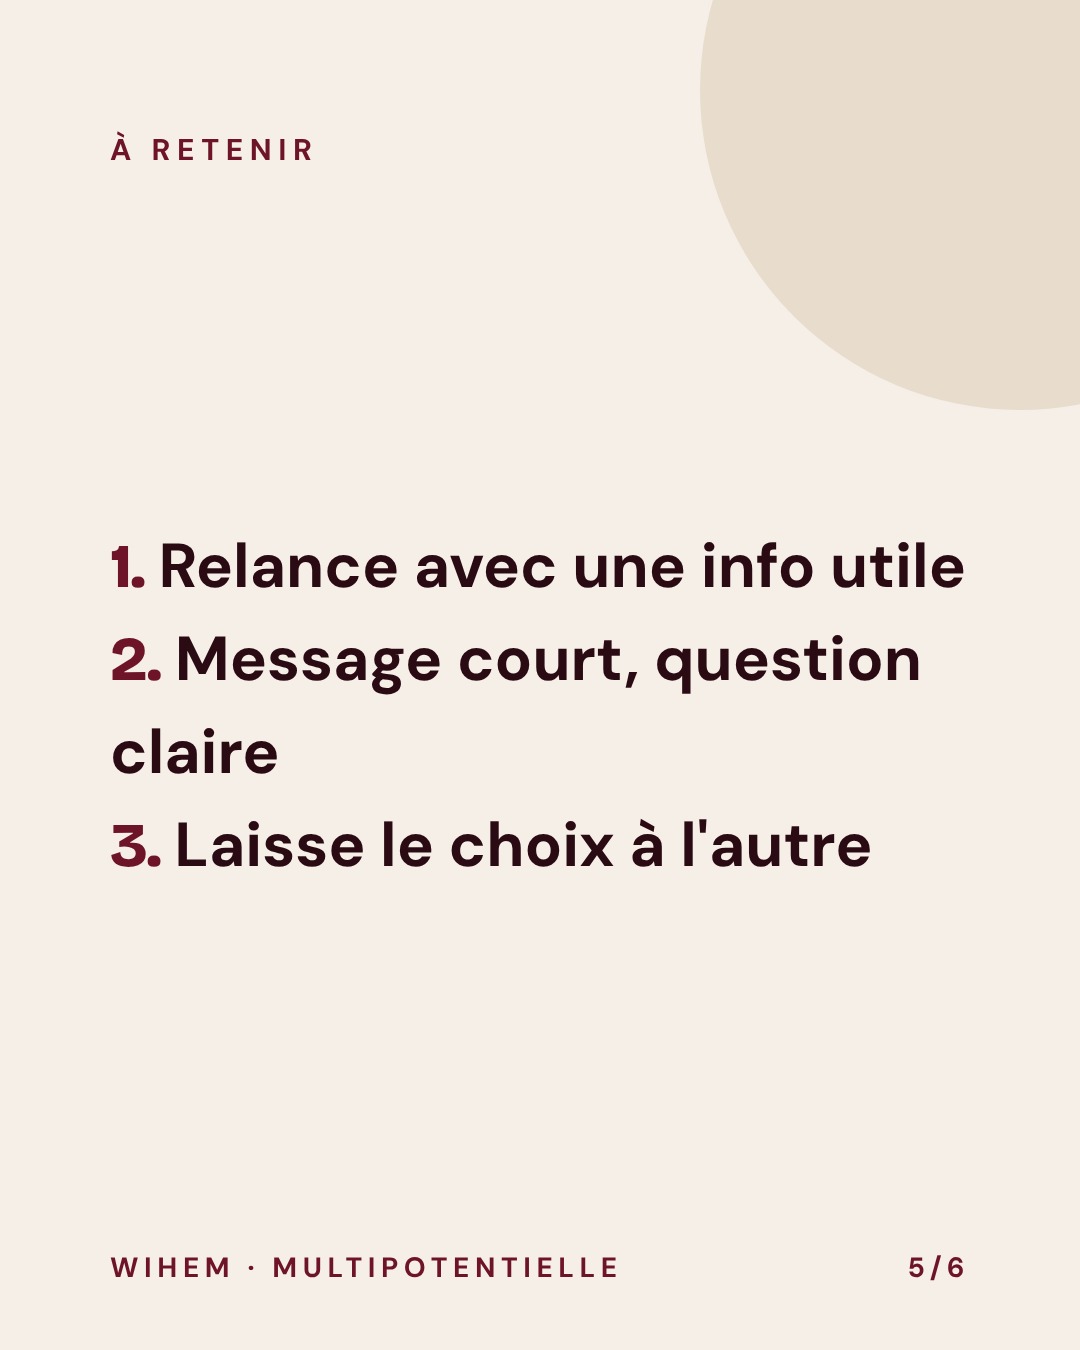 À RETENIR
1. Relance avec une info utile
2. Message court, question
claire
3. Laisse le choix à l'autre
WIHEM · MULTIPOTENTIELLE
5/6